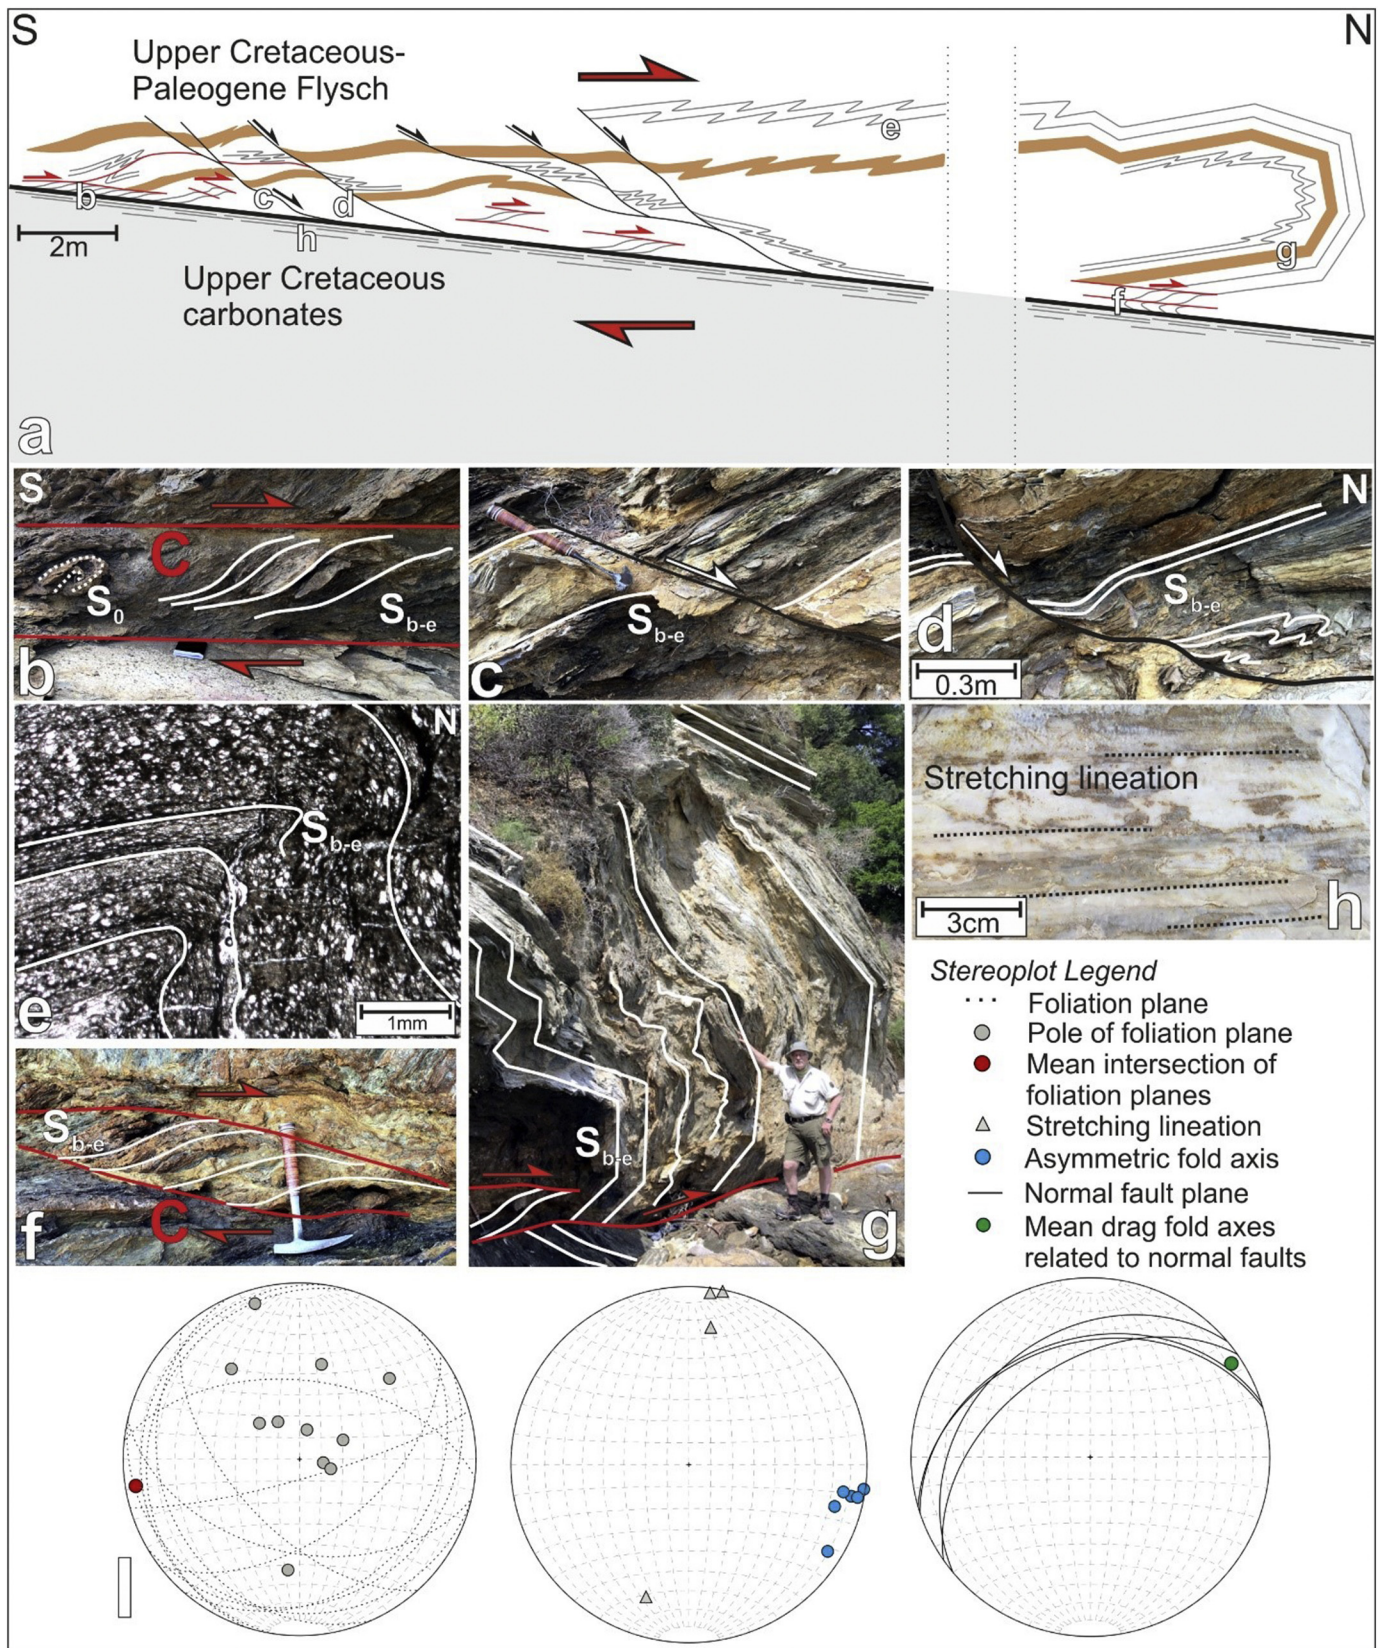 S
N
Upper Cretaceous-
Paleogene Flysch
e
b
c
d
h
g
f
2m
Upper Cretaceous
carbonates
a
S
C
S0
Sb-e
b
Sb-e
c
N
Sb-e
d
0.3m
N
Sb-e
e
1mm
Sb-e
g
Stretching lineation
3cm
h
Sb-e
C
f
Stereoplot Legend
Foliation plane
Pole of foliation plane
Mean intersection of
foliation planes
Stretching lineation
Asymmetric fold axis
Normal fault plane
Mean drag fold axes
related to normal faults